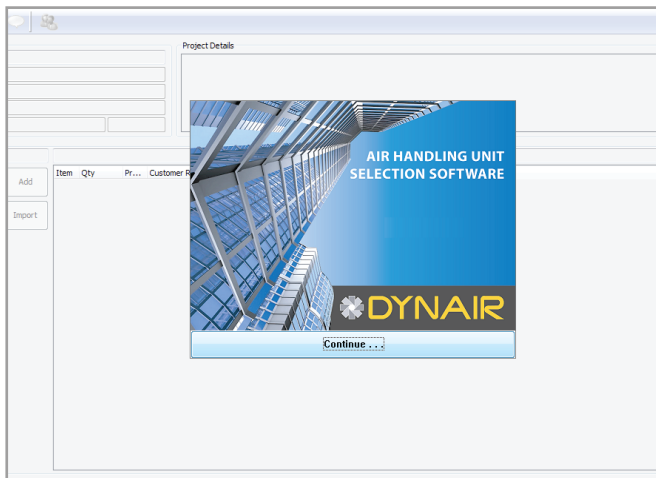 Project Details
AIR HANDLING UNIT
SELECTION SOFTWARE
Add
Item Qty Pr... Customer R
Import
DYNAIR
Continue . . .